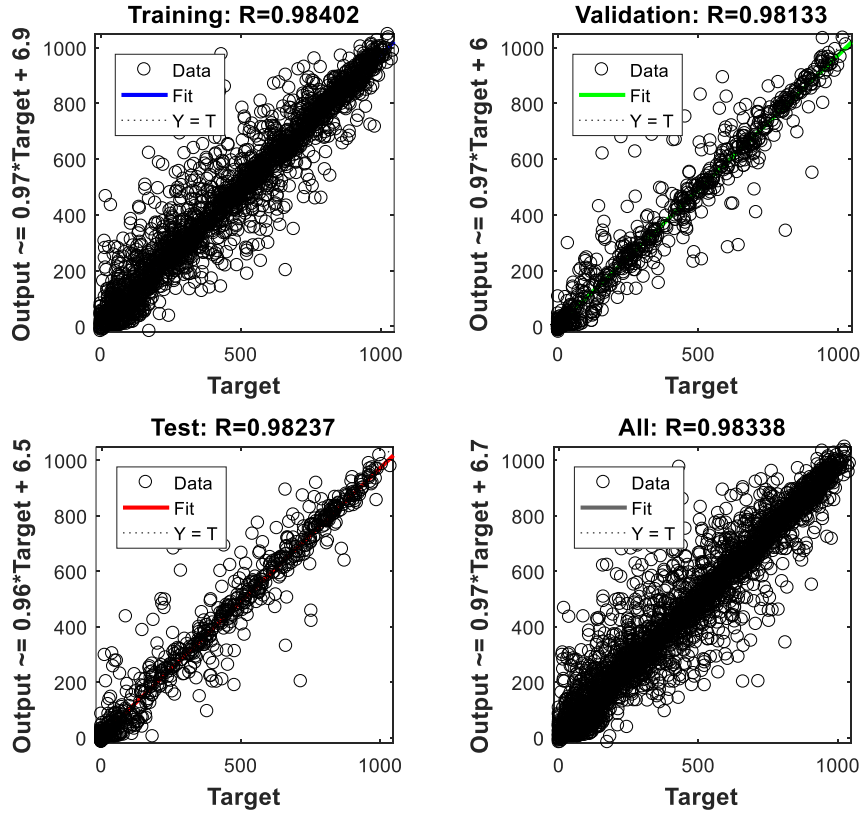 Training: R=0.98402
Output ~= 0.97*Target + 6.9
1000
800
600
400
200
0
Data
Fit
Y = T
0
500
1000
Target
Validation: R=0.98133
Output ~= 0.97*Target + 6
1000
800
600
400
200
0
Data
Fit
Y = T
0
500
1000
Target
Test: R=0.98237
Output ~= 0.96*Target + 6.5
1000
800
600
400
200
0
Data
Fit
Y = T
0
500
1000
Target
All: R=0.98338
Output ~= 0.97*Target + 6.7
1000
800
600
400
200
0
Data
Fit
Y = T
0
500
1000
Target